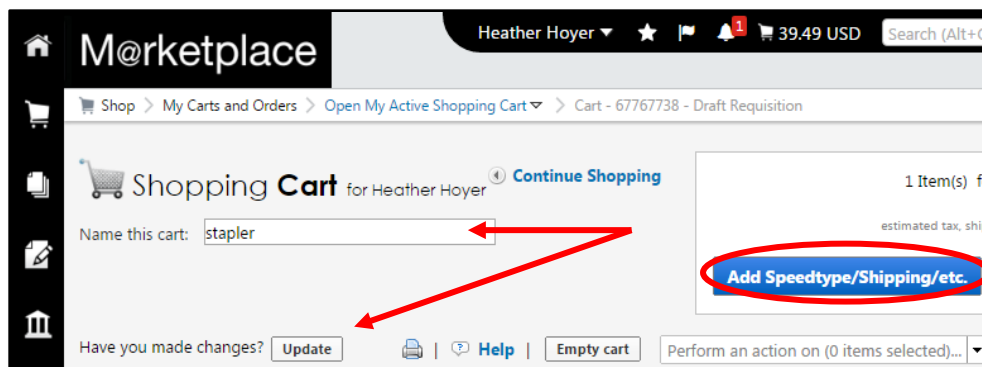 M@rketplace
Heather Hoyer 1 39.49 USD Search (Alt+
Shop > My Carts and Orders > Open My Active Shopping Cart > Cart - 67767738 - Draft Requisition
Shopping Cart for Heather Hoyer Continue Shopping
1 Item(s) f
Name this cart: stapler
estimated tax, shi
Add Speedtype/Shipping/etc.
Have you made changes? Update | ? Help | Empty cart Perform an action on (0 items selected)...